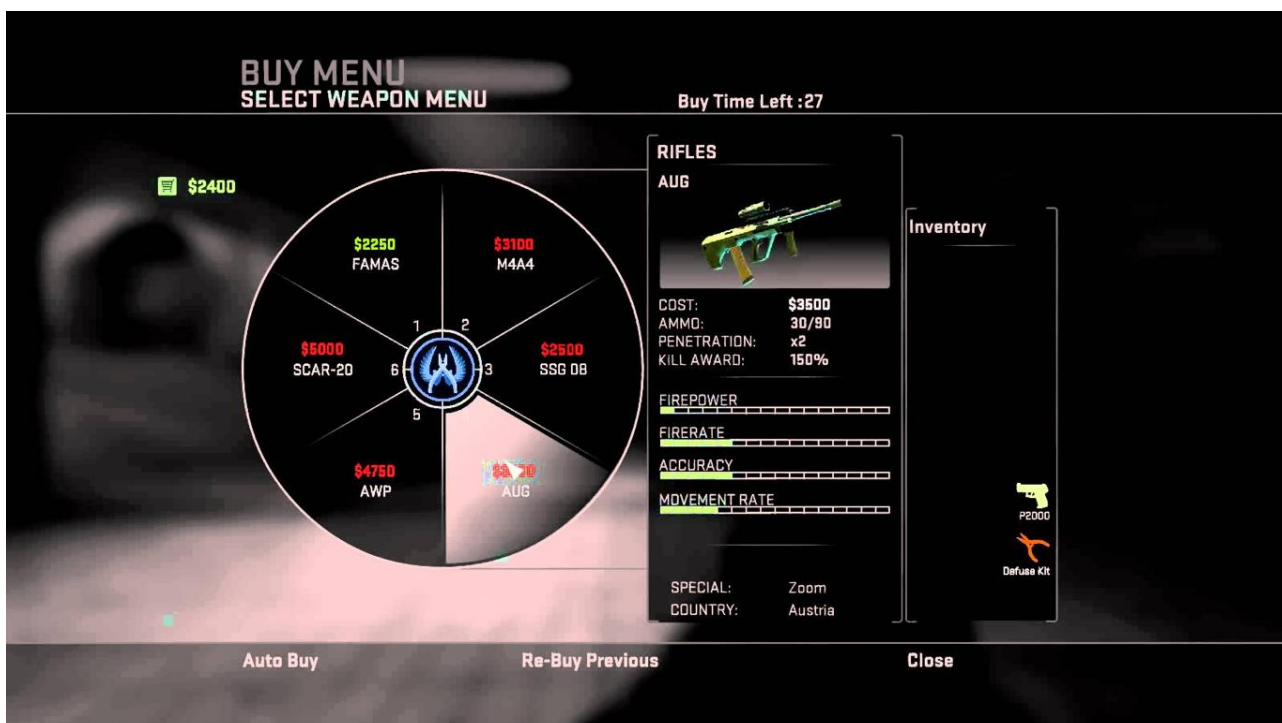 BUY MENU
SELECT WEAPON MENU
Buy Time Left :27
$2400
$2250
FAMAS
$3100
M4A4
$5000
SCAR-20
$2500
SSG 08
1
2
6
3
5
$4750
AWP
AUG
RIFLES
AUG
COST: $3500
AMMO: 30/90
PENETRATION: x2
KILL AWARD: 150%
FIREPOWER
FIRERATE
ACCURACY
MOVEMENT RATE
SPECIAL: Zoom
COUNTRY: Austria
Inventory
P2000
Defuse Kit
Auto Buy
Re-Buy Previous
Close